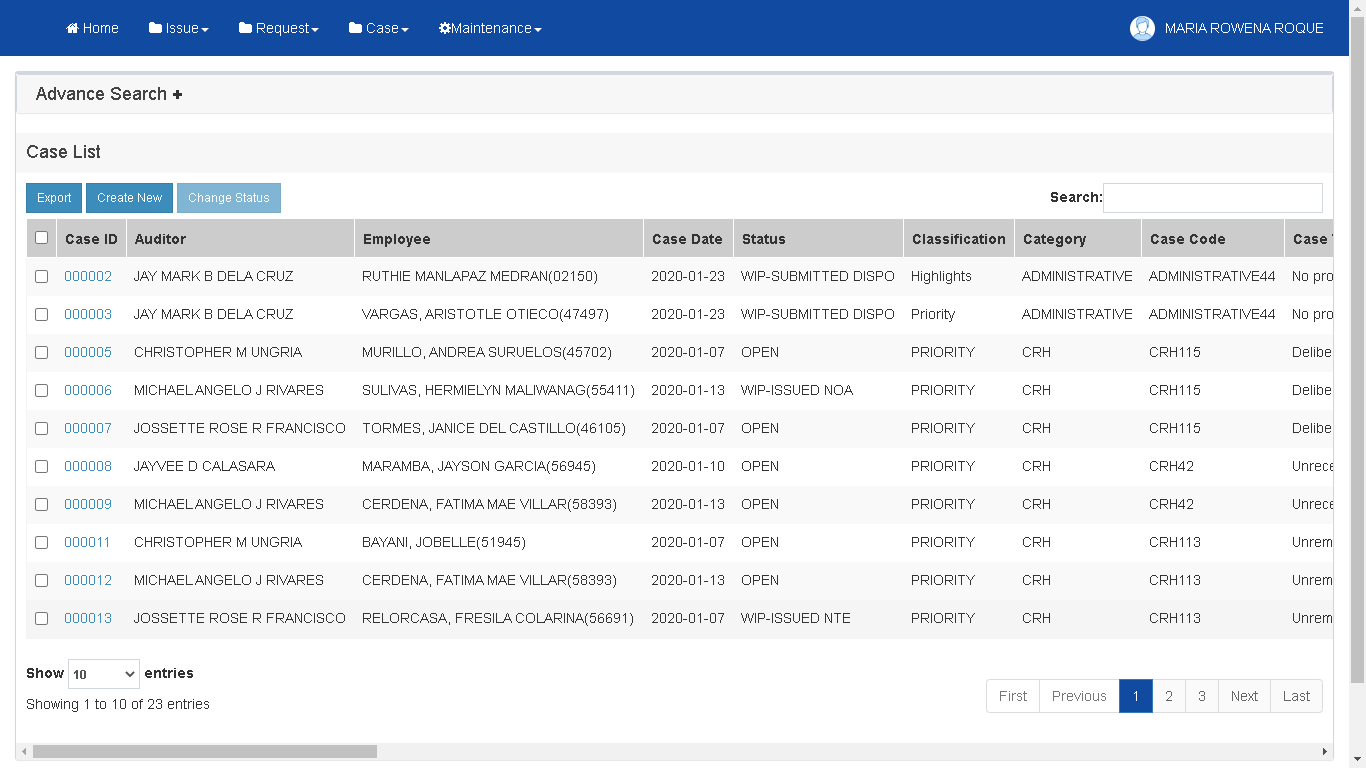 Home Issue Request Case Maintenance MARIA ROWENA ROQUE
Advance Search +
Case List
Export Create New Change Status Search:
Case ID Auditor Employee Case Date Status Classification Category Case Code Case
000002 JAY MARK B DELA CRUZ RUTHIE MANLAPAZ MEDRAN(02150) 2020-01-23 WIP-SUBMITTED DISPO Highlights ADMINISTRATIVE ADMINISTRATIVE44 No pro
000003 JAY MARK B DELA CRUZ VARGAS, ARISTOTLE OTIECO(47497) 2020-01-23 WIP-SUBMITTED DISPO Priority ADMINISTRATIVE ADMINISTRATIVE44 No pro
000005 CHRISTOPHER M UNGRIA MURILLO, ANDREA SURUELOS(45702) 2020-01-07 OPEN PRIORITY CRH CRH115 Delibe
000006 MICHAELANGELO J RIVARES SULIVAS, HERMIELYN MALIWANAG(55411) 2020-01-13 WIP-ISSUED NOA PRIORITY CRH CRH115 Delibe
000007 JOSSETTE ROSE R FRANCISCO TORMES, JANICE DEL CASTILLO(46105) 2020-01-07 OPEN PRIORITY CRH CRH115 Delibe
000008 JAYVEE D CALASARA MARAMBA, JAYSON GARCIA(56945) 2020-01-10 OPEN PRIORITY CRH CRH42 Unrece
000009 MICHAELANGELO J RIVARES CERDENA, FATIMA MAE VILLAR(58393) 2020-01-13 OPEN PRIORITY CRH CRH42 Unrece
000011 CHRISTOPHER M UNGRIA BAYANI, JOBELLE(51945) 2020-01-07 OPEN PRIORITY CRH CRH113 Unrem
000012 MICHAELANGELO J RIVARES CERDENA, FATIMA MAE VILLAR(58393) 2020-01-13 OPEN PRIORITY CRH CRH113 Unrem
000013 JOSSETTE ROSE R FRANCISCO RELORCASA, FRESILA COLARINA(56691) 2020-01-07 WIP-ISSUED NTE PRIORITY CRH CRH113 Unrem
Show 10 entries
Showing 1 to 10 of 23 entries
First Previous 1 2 3 Next Last